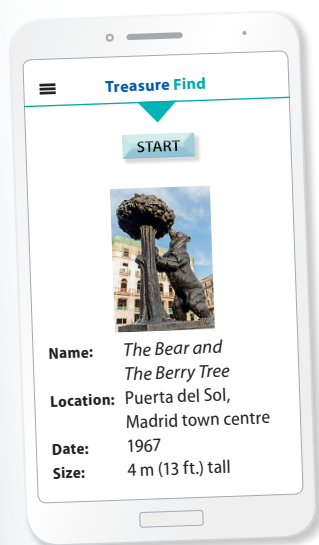 Treasure Find
START
Name: The Bear and
The Berry Tree
Location: Puerta del Sol,
Madrid town centre
Date: 1967
Size: 4 m (13 ft.) tall